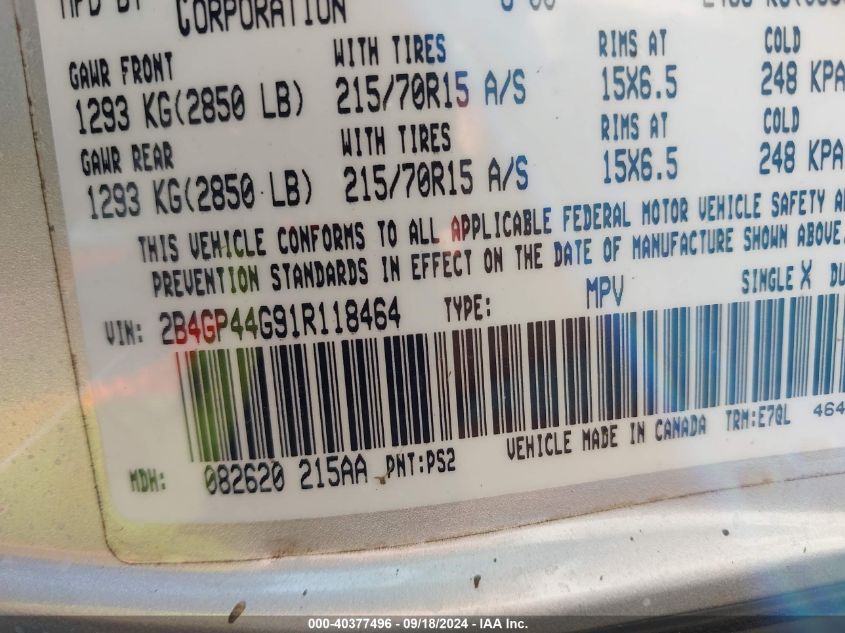 MFD BY CORPORATION
GAWR FRONT WITH TIRES RIMS AT COLD
1293 KG(2850 LB) 215/70R15 A/S 15X6.5 248 KPA
GAWR REAR WITH TIRES RIMS AT COLD
1293 KG(2850 LB) 215/70R15 A/S 15X6.5 248 KPA
THIS VEHICLE CONFORMS TO ALL APPLICABLE FEDERAL MOTOR VEHICLE SAFETY
PREVENTION STANDARDS IN EFFECT ON THE DATE OF MANUFACTURE SHOWN ABOVE.
VIN: 2B4GP44G91R118464 TYPE: MPV SINGLE X DU
VEHICLE MADE IN CANADA TRM:E7QL 464
MDH: 082620 215AA PNT:PS2
000-40377496 - 09/18/2024 - IAA Inc.